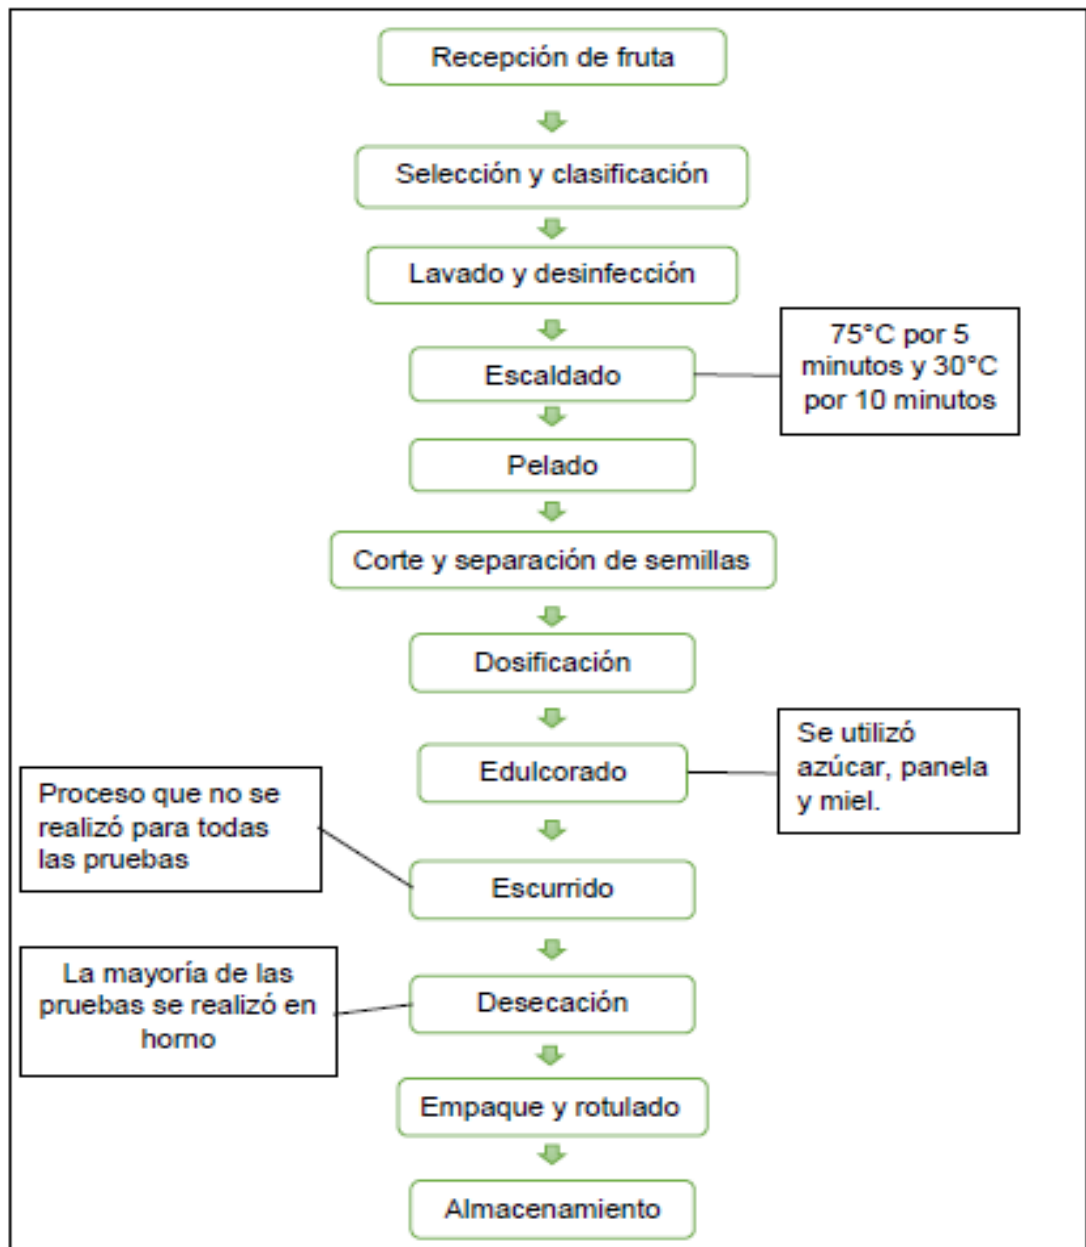 Recepción de fruta
Selección y clasificación
Lavado y desinfección
Escaldado
75°C por 5
minutos y 30°C
por 10 minutos
Pelado
Corte y separación de semillas
Dosificación
Edulcorado
Se utilizó
azúcar, panela
y miel.
Proceso que no se
realizó para todas
las pruebas
Escurrido
La mayoría de las
pruebas se realizó en
horno
Desecación
Empaque y rotulado
Almacenamiento